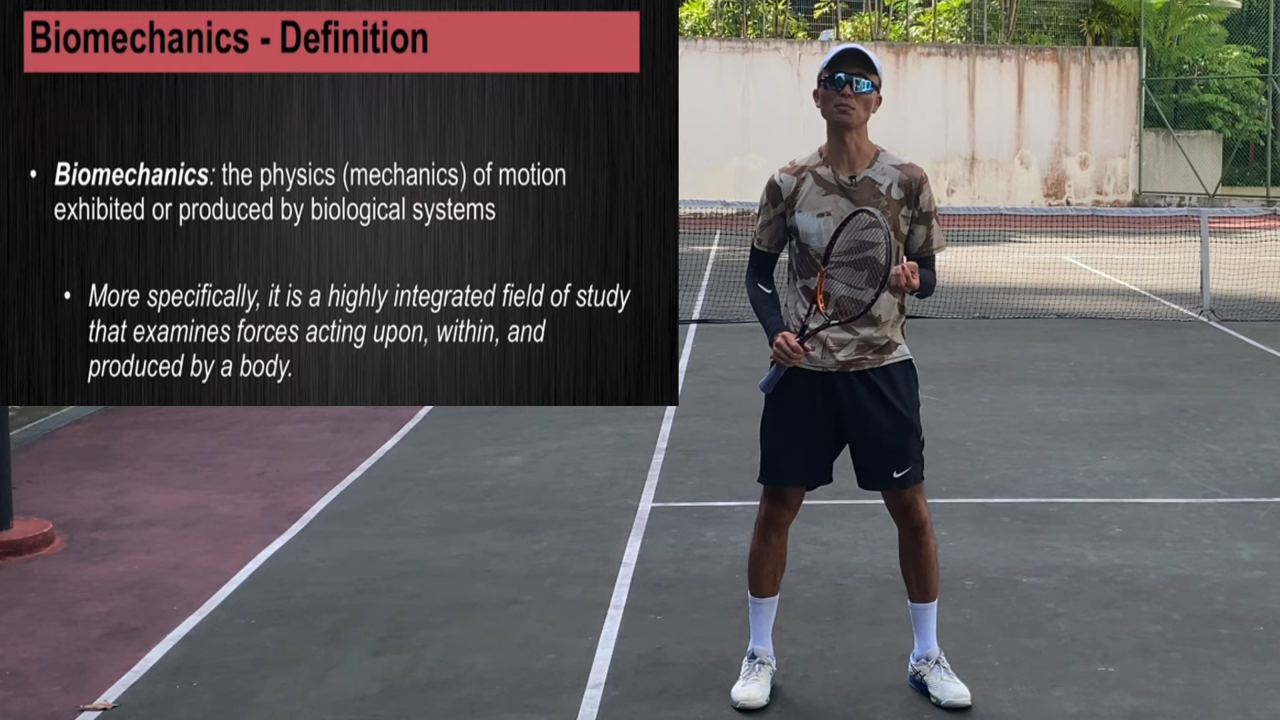 Biomechanics - Definition
• Biomechanics: the physics (mechanics) of motion
exhibited or produced by biological systems
• More specifically, it is a highly integrated field of study
that examines forces acting upon, within, and
produced by a body.